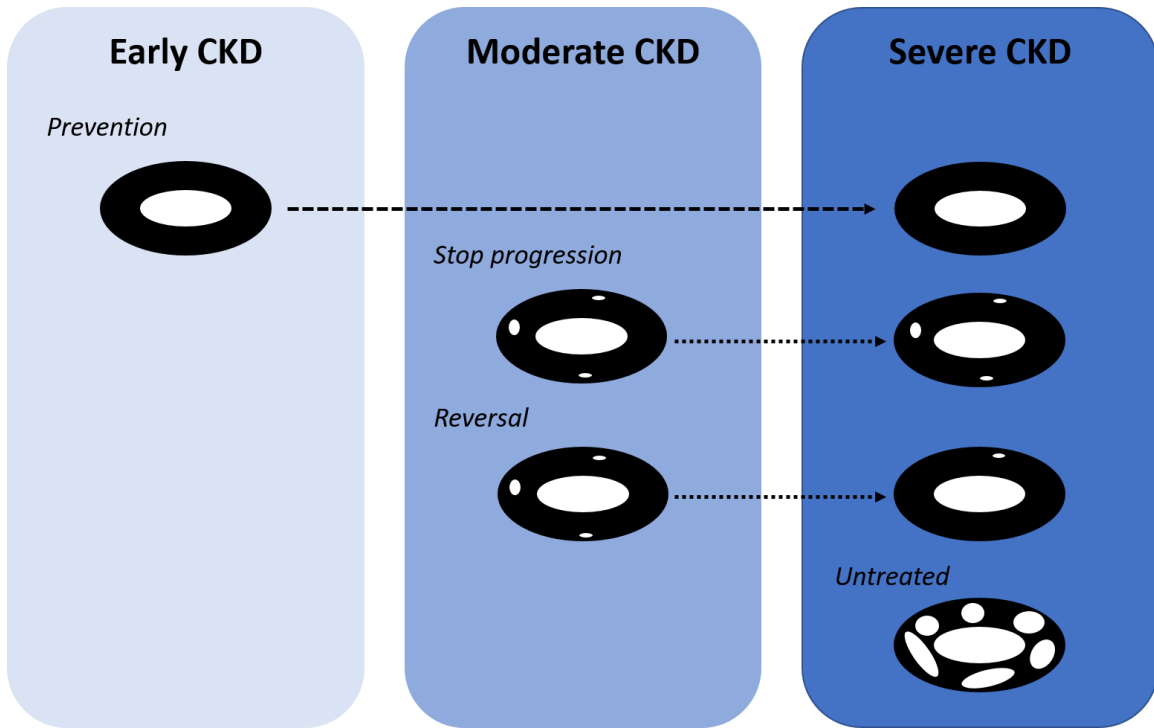 Early CKD
Moderate CKD
Severe CKD
Prevention
Stop progression
Reversal
Untreated